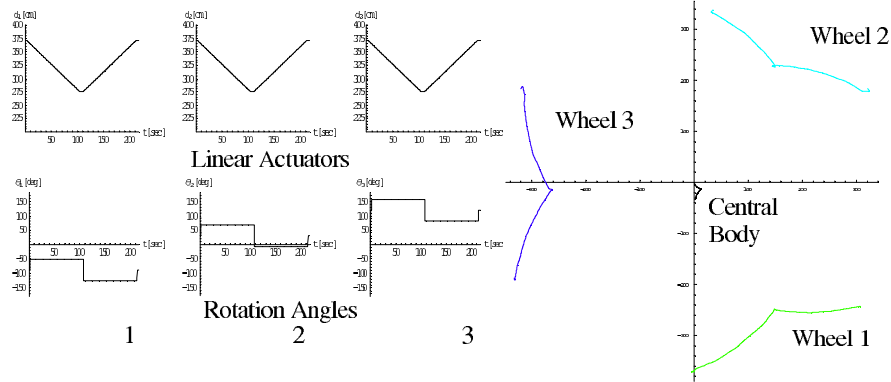 d₁ [cm] d₂ [cm] d₃ [cm]
400 400 400
375 375 375
350 350 350
325 325 325
300 300 300
275 275 275
250 250 250
225 225 225
50 100 150 200 t [sec] 50 100 150 200 t [sec] 50 100 150 200 t [sec]
Linear Actuators
θ₁ [deg] θ₂ [deg] θ₃ [deg]
150 150 150
100 100 100
50 50 50
50 100 150 200 t [sec] 50 100 150 200 t [sec] 50 100 150 200 t [sec]
-50 -50 -50
-100 -100 -100
-150 -150 -150
Rotation Angles
1 2 3
Wheel 2
Wheel 3
Central
Body
Wheel 1